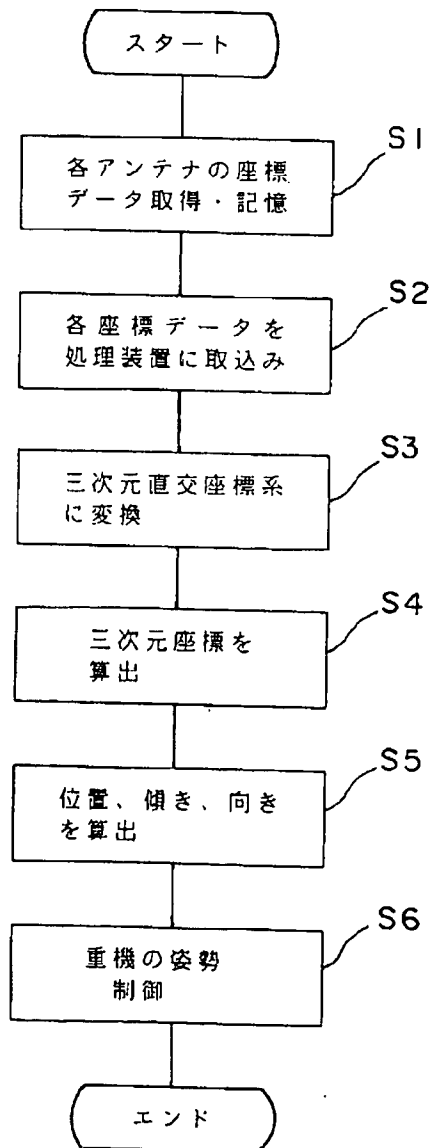 スタート
各アンテナの座標
データ取得・記憶
S1
各座標データを
処理装置に取込み
S2
三次元直交座標系
に変換
S3
三次元座標を
算出
S4
位置、傾き、向き
を算出
S5
重機の姿勢
制御
S6
エンド